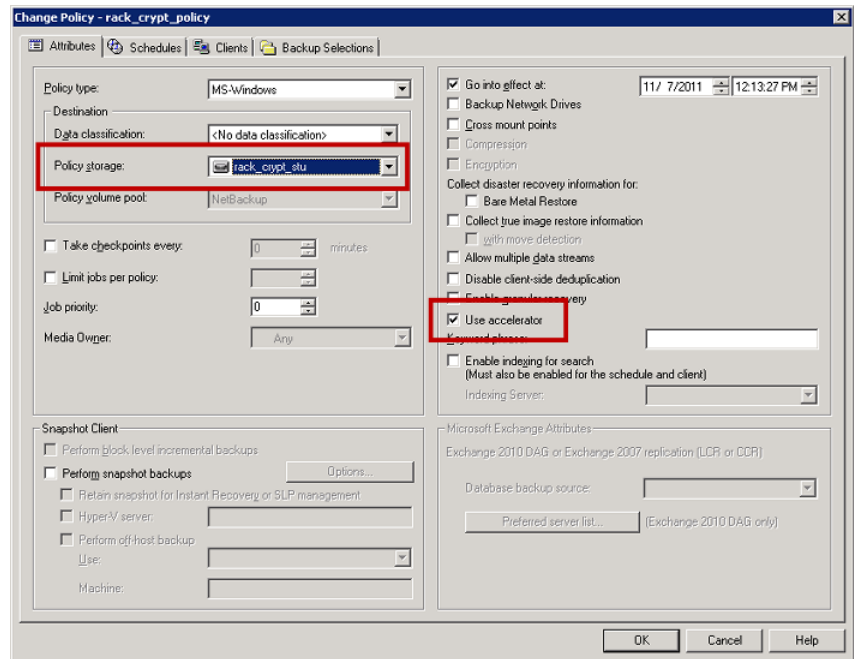 Change Policy - rack_crypt_policy
Attributes
Schedules
Clients
Backup Selections
Policy type:
MS-Windows
Destination
Data classification:
<No data classification>
Policy storage:
rack_crypt_stu
Policy volume pool:
NetBackup
Take checkpoints every:
0
minutes
Limit jobs per policy:
Job priority:
0
Media Owner:
Any
Go into effect at:
11/ 7/2011
12:13:27 PM
Backup Network Drives
Cross mount points
Compression
Encryption
Collect disaster recovery information for:
Bare Metal Restore
Collect true image restore information
with move detection
Allow multiple data streams
Disable client-side deduplication
Enable granular recovery
Use accelerator
Keyword phrase:
Enable indexing for search
(Must also be enabled for the schedule and client)
Indexing Server:
Snapshot Client
Perform block level incremental backups
Perform snapshot backups
Options...
Retain snapshot for Instant Recovery or SLP management
Hyper-V server:
Perform off-host backup
Use:
Machine:
Microsoft Exchange Attributes
Exchange 2010 DAG or Exchange 2007 replication (LCR or CCR)
Database backup source:
Preferred server list...
(Exchange 2010 DAG only)
OK
Cancel
Help